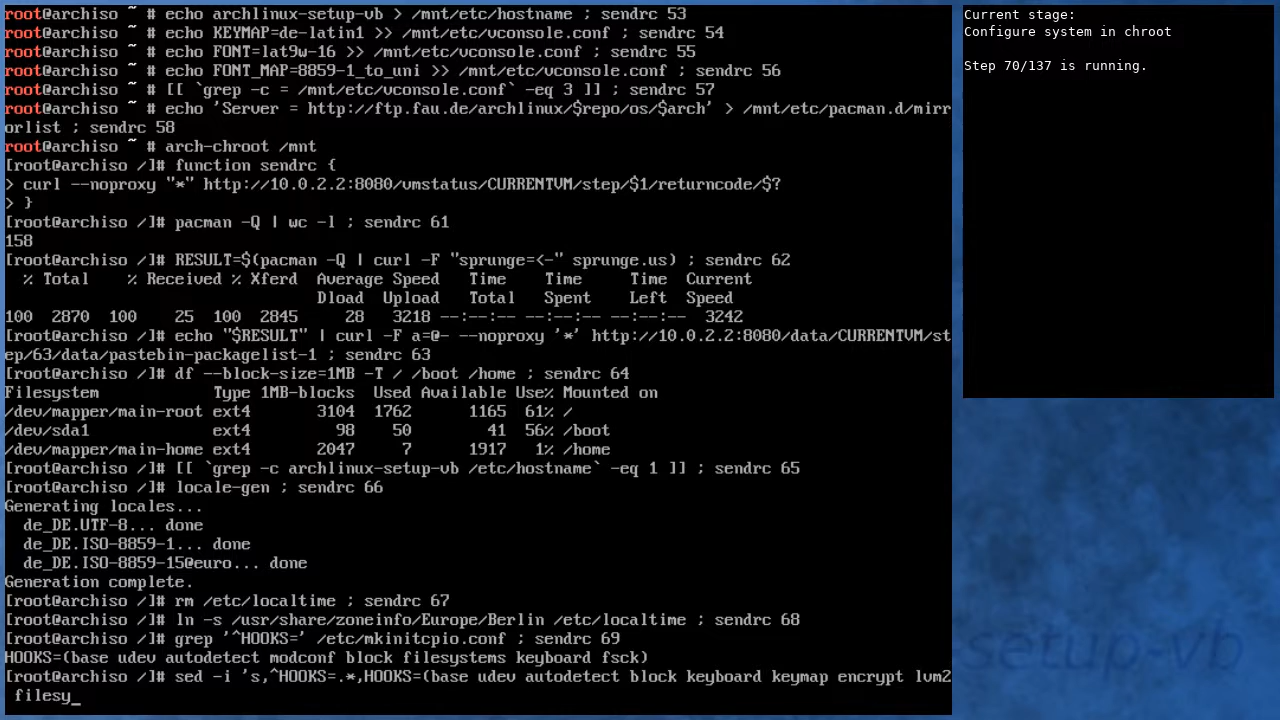 root@archiso ~ # echo archlinux-setup-vb > /mnt/etc/hostname ; sendrc 53
root@archiso ~ # echo KEYMAP=de-latin1 >> /mnt/etc/vconsole.conf ; sendrc 54
root@archiso ~ # echo FONT=lat9w-16 >> /mnt/etc/vconsole.conf ; sendrc 55
root@archiso ~ # echo FONT_MAP=8859-1_to_uni >> /mnt/etc/vconsole.conf ; sendrc 56
root@archiso ~ # [[ `grep -c = /mnt/etc/vconsole.conf` -eq 3 ]] ; sendrc 57
root@archiso ~ # echo 'Server = http://ftp.fau.de/archlinux/$repo/os/$arch' > /mnt/etc/pacman.d/mirr
orlist ; sendrc 58
root@archiso ~ # arch-chroot /mnt
[root@archiso /]# function sendrc {
> curl --noproxy "*" http://10.0.2.2:8080/vmstatus/CURRENTVM/step/$1/returncode/$?
> }
[root@archiso /]# pacman -Q | wc -l ; sendrc 61
158
[root@archiso /]# RESULT=$(pacman -Q | curl -F "sprunge=<-" sprunge.us) ; sendrc 62
  % Total    % Received % Xferd  Average Speed   Time    Time     Time  Current
                                 Dload  Upload   Total   Spent    Left  Speed
100  2870  100    25  100  2845     28   3218 --:--:-- --:--:-- --:--:--  3242
[root@archiso /]# echo "$RESULT" | curl -F a=@- --noproxy '*' http://10.0.2.2:8080/data/CURRENTVM/st
ep/63/data/pastebin-packagelist-1 ; sendrc 63
[root@archiso /]# df --block-size=1MB -T / /boot /home ; sendrc 64
Filesystem            Type 1MB-blocks  Used Available Use% Mounted on
/dev/mapper/main-root ext4       3104  1762      1165  61% /
/dev/sda1             ext4         98    50        41  56% /boot
/dev/mapper/main-home ext4       2047     7      1917   1% /home
[root@archiso /]# [[ `grep -c archlinux-setup-vb /etc/hostname` -eq 1 ]] ; sendrc 65
[root@archiso /]# locale-gen ; sendrc 66
Generating locales...
  de_DE.UTF-8... done
  de_DE.ISO-8859-1... done
  de_DE.ISO-8859-15@euro... done
Generation complete.
[root@archiso /]# rm /etc/localtime ; sendrc 67
[root@archiso /]# ln -s /usr/share/zoneinfo/Europe/Berlin /etc/localtime ; sendrc 68
[root@archiso /]# grep '^HOOKS=' /etc/mkinitcpio.conf ; sendrc 69
HOOKS=(base udev autodetect modconf block filesystems keyboard fsck)
[root@archiso /]# sed -i 's,^HOOKS=.*,HOOKS=(base udev autodetect block keyboard keymap encrypt lvm2
 filesy_
Current stage:
Configure system in chroot
Step 70/137 is running.
setup-vb